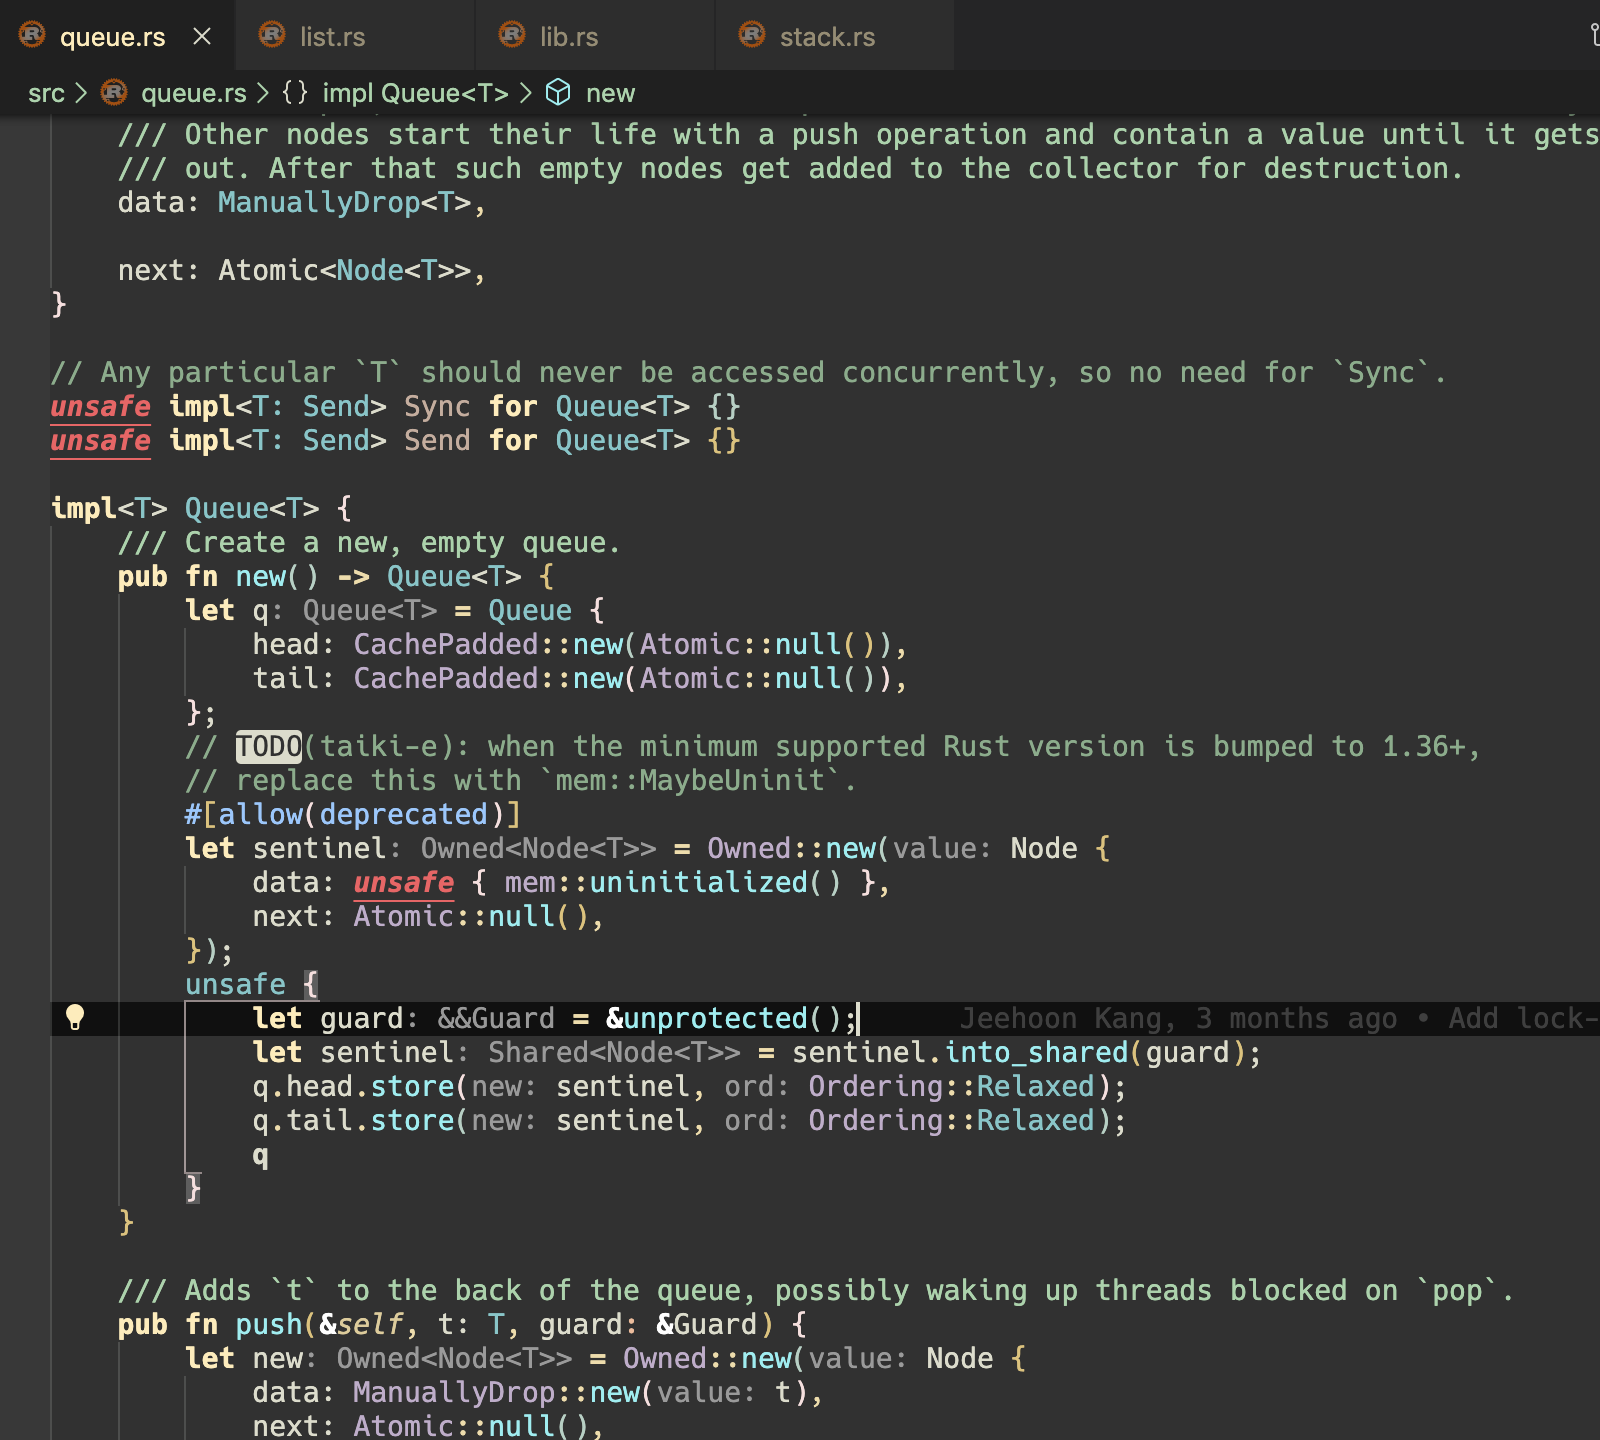 queue.rs × list.rs lib.rs stack.rs
src > queue.rs > {} impl Queue<T> > new
/// Other nodes start their life with a push operation and contain a value until it gets
/// out. After that such empty nodes get added to the collector for destruction.
data: ManuallyDrop<T>,
next: Atomic<Node<T>>,
}
// Any particular `T` should never be accessed concurrently, so no need for `Sync`.
unsafe impl<T: Send> Sync for Queue<T> {}
unsafe impl<T: Send> Send for Queue<T> {}
impl<T> Queue<T> {
/// Create a new, empty queue.
pub fn new() -> Queue<T> {
let q: Queue<T> = Queue {
head: CachePadded::new(Atomic::null()),
tail: CachePadded::new(Atomic::null()),
};
// TODO(taiki-e): when the minimum supported Rust version is bumped to 1.36+,
// replace this with `mem::MaybeUninit`.
#[allow(deprecated)]
let sentinel: Owned<Node<T>> = Owned::new(value: Node {
data: unsafe { mem::uninitialized() },
next: Atomic::null(),
});
unsafe {
let guard: &&Guard = &unprotected(); Jeehoon Kang, 3 months ago • Add lock-
let sentinel: Shared<Node<T>> = sentinel.into_shared(guard);
q.head.store(new: sentinel, ord: Ordering::Relaxed);
q.tail.store(new: sentinel, ord: Ordering::Relaxed);
q
}
}
/// Adds `t` to the back of the queue, possibly waking up threads blocked on `pop`.
pub fn push(&self, t: T, guard: &Guard) {
let new: Owned<Node<T>> = Owned::new(value: Node {
data: ManuallyDrop::new(value: t),
next: Atomic::null(),